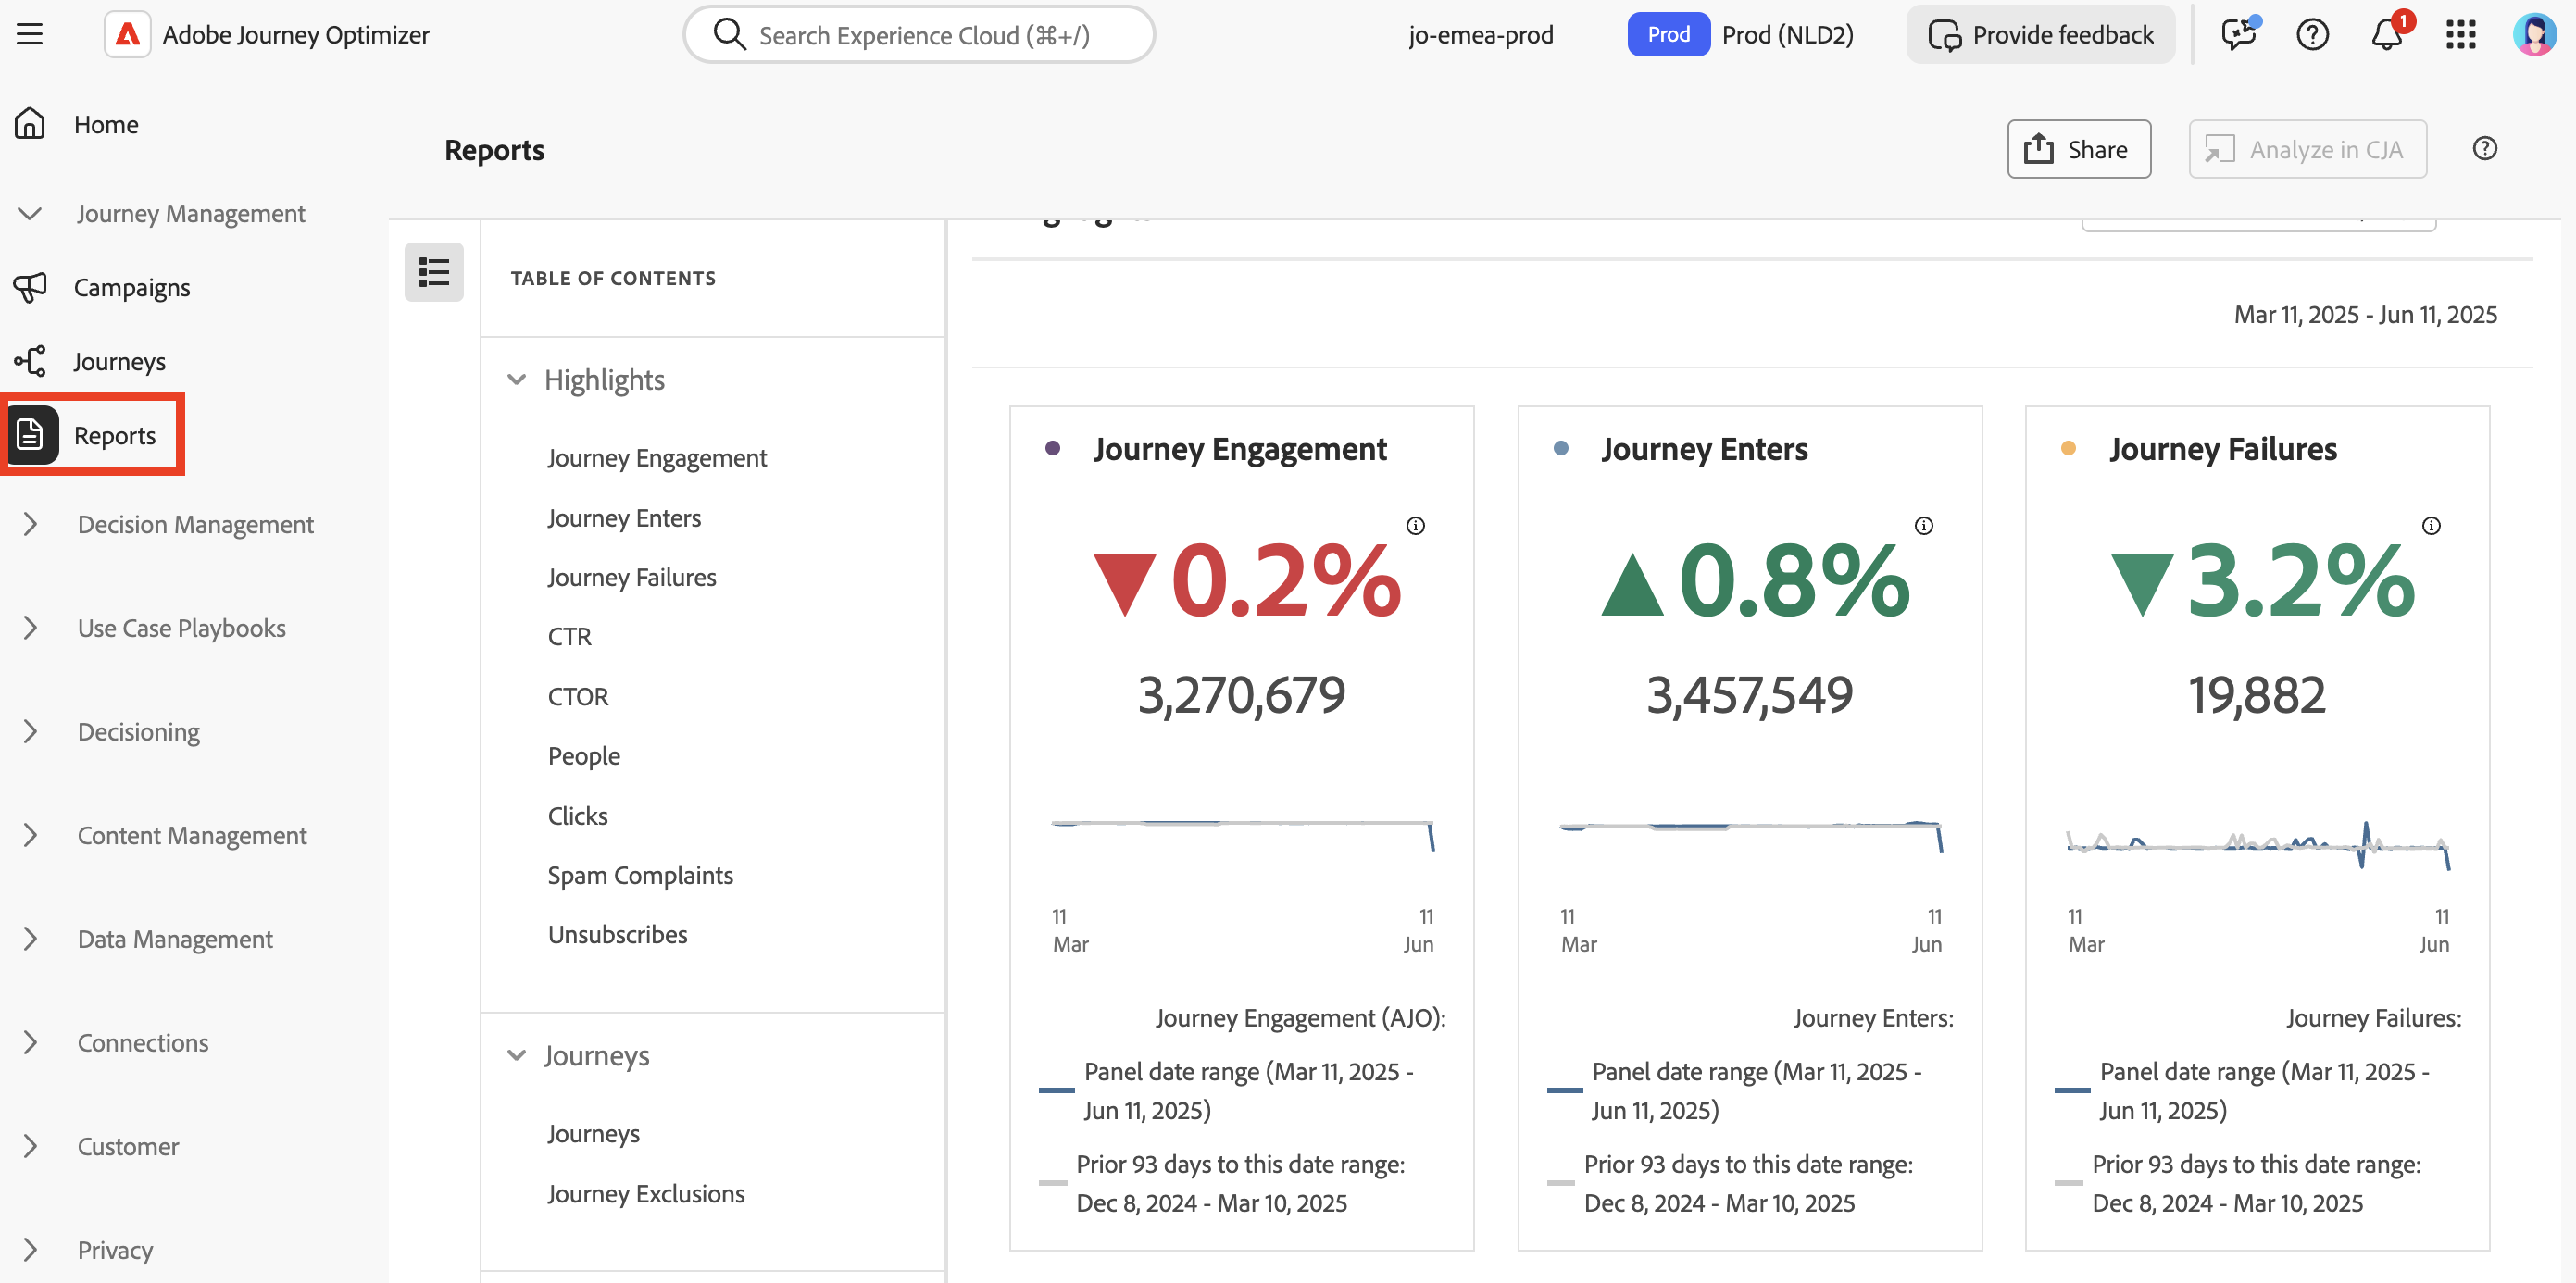 Adobe Journey Optimizer
Search Experience Cloud (⌘+/)
jo-emea-prod
Prod
Prod (NLD2)
Provide feedback
1
Home
Journey Management
Campaigns
Journeys
Reports
Decision Management
Use Case Playbooks
Decisioning
Content Management
Data Management
Connections
Customer
Privacy
Reports
Share
Analyze in CJA
TABLE OF CONTENTS
Highlights
Journey Engagement
Journey Enters
Journey Failures
CTR
CTOR
People
Clicks
Spam Complaints
Unsubscribes
Journeys
Journeys
Journey Exclusions
Mar 11, 2025 - Jun 11, 2025
Journey Engagement
▼0.2%
3,270,679
11 11
Mar Jun
Journey Engagement (AJO):
Panel date range (Mar 11, 2025 -
Jun 11, 2025)
Prior 93 days to this date range:
Dec 8, 2024 - Mar 10, 2025
Journey Enters
▲0.8%
3,457,549
11 11
Mar Jun
Journey Enters:
Panel date range (Mar 11, 2025 -
Jun 11, 2025)
Prior 93 days to this date range:
Dec 8, 2024 - Mar 10, 2025
Journey Failures
▼3.2%
19,882
11 11
Mar Jun
Journey Failures:
Panel date range (Mar 11, 2025 -
Jun 11, 2025)
Prior 93 days to this date range:
Dec 8, 2024 - Mar 10, 2025